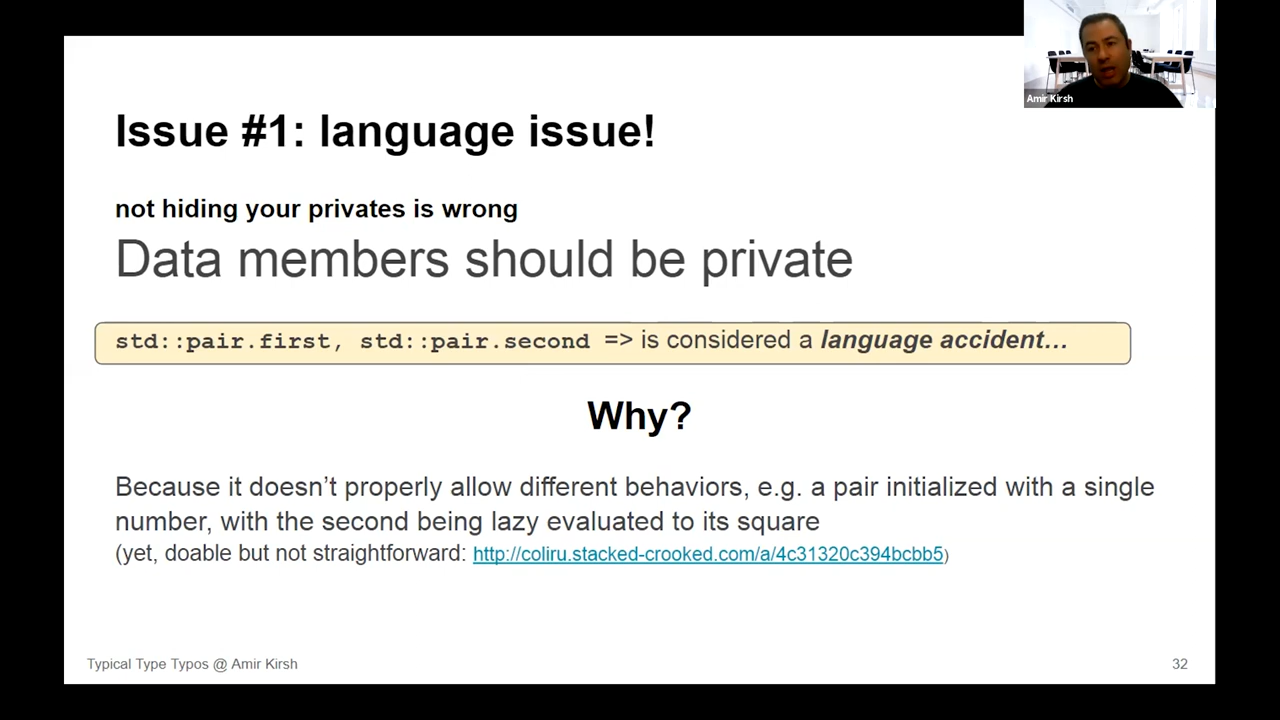 Amir Kirsh
Issue #1: language issue!
not hiding your privates is wrong
Data members should be private
std::pair.first, std::pair.second => is considered a language accident…
Why?
Because it doesn’t properly allow different behaviors, e.g. a pair initialized with a single
number, with the second being lazy evaluated to its square
(yet, doable but not straightforward: http://coliru.stacked-crooked.com/a/4c31320c394bcbb5)
Typical Type Typos @ Amir Kirsh
32